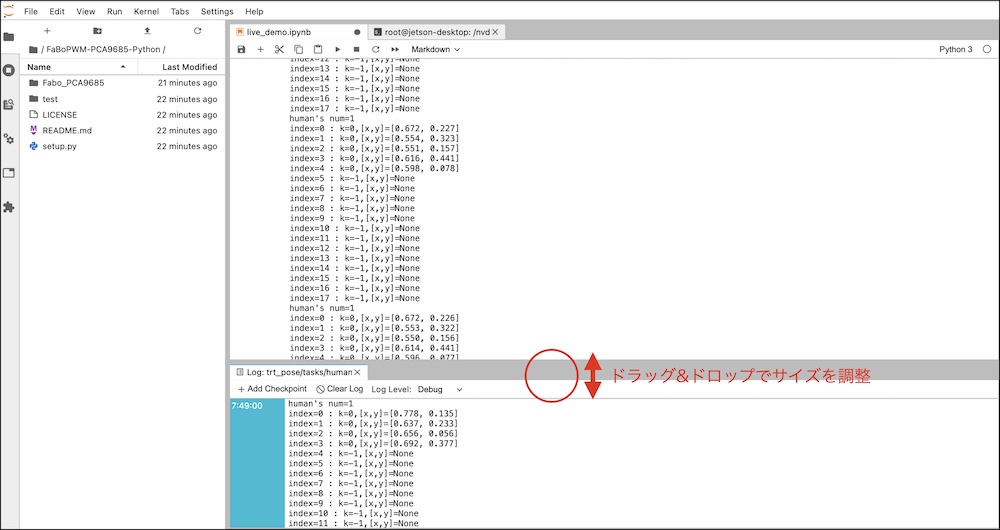 File Edit View Run Kernel Tabs Settings Help
/ FaBoPWM-PCA9685-Python /
Name Last Modified
Fabo_PCA9685 21 minutes ago
test 22 minutes ago
LICENSE 22 minutes ago
README.md 22 minutes ago
setup.py 22 minutes ago
live_demo.ipynb
root@jetson-desktop: /nvd
Markdown
Python 3
index=12 : k=-1,[x,y]=None
index=13 : k=-1,[x,y]=None
index=14 : k=-1,[x,y]=None
index=15 : k=-1,[x,y]=None
index=16 : k=-1,[x,y]=None
index=17 : k=-1,[x,y]=None
human's num=1
index=0 : k=0,[x,y]=[0.672, 0.227]
index=1 : k=0,[x,y]=[0.554, 0.323]
index=2 : k=0,[x,y]=[0.551, 0.157]
index=3 : k=0,[x,y]=[0.616, 0.441]
index=4 : k=0,[x,y]=[0.598, 0.078]
index=5 : k=-1,[x,y]=None
index=6 : k=-1,[x,y]=None
index=7 : k=-1,[x,y]=None
index=8 : k=-1,[x,y]=None
index=9 : k=-1,[x,y]=None
index=10 : k=-1,[x,y]=None
index=11 : k=-1,[x,y]=None
index=12 : k=-1,[x,y]=None
index=13 : k=-1,[x,y]=None
index=14 : k=-1,[x,y]=None
index=15 : k=-1,[x,y]=None
index=16 : k=-1,[x,y]=None
index=17 : k=-1,[x,y]=None
human's num=1
index=0 : k=0,[x,y]=[0.672, 0.226]
index=1 : k=0,[x,y]=[0.553, 0.322]
index=2 : k=0,[x,y]=[0.550, 0.156]
index=3 : k=0,[x,y]=[0.614, 0.441]
index=4 : k=0,[x,y]=[0.596, 0.077]
Log: trt_pose/tasks/human
ドラッグ&ドロップでサイズを調整
Add Checkpoint Clear Log Log Level: Debug
7:49:00
human's num=1
index=0 : k=0,[x,y]=[0.778, 0.135]
index=1 : k=0,[x,y]=[0.637, 0.233]
index=2 : k=0,[x,y]=[0.656, 0.056]
index=3 : k=0,[x,y]=[0.692, 0.377]
index=4 : k=-1,[x,y]=None
index=5 : k=-1,[x,y]=None
index=6 : k=-1,[x,y]=None
index=7 : k=-1,[x,y]=None
index=8 : k=-1,[x,y]=None
index=9 : k=-1,[x,y]=None
index=10 : k=-1,[x,y]=None
index=11 : k=-1,[x,y]=None